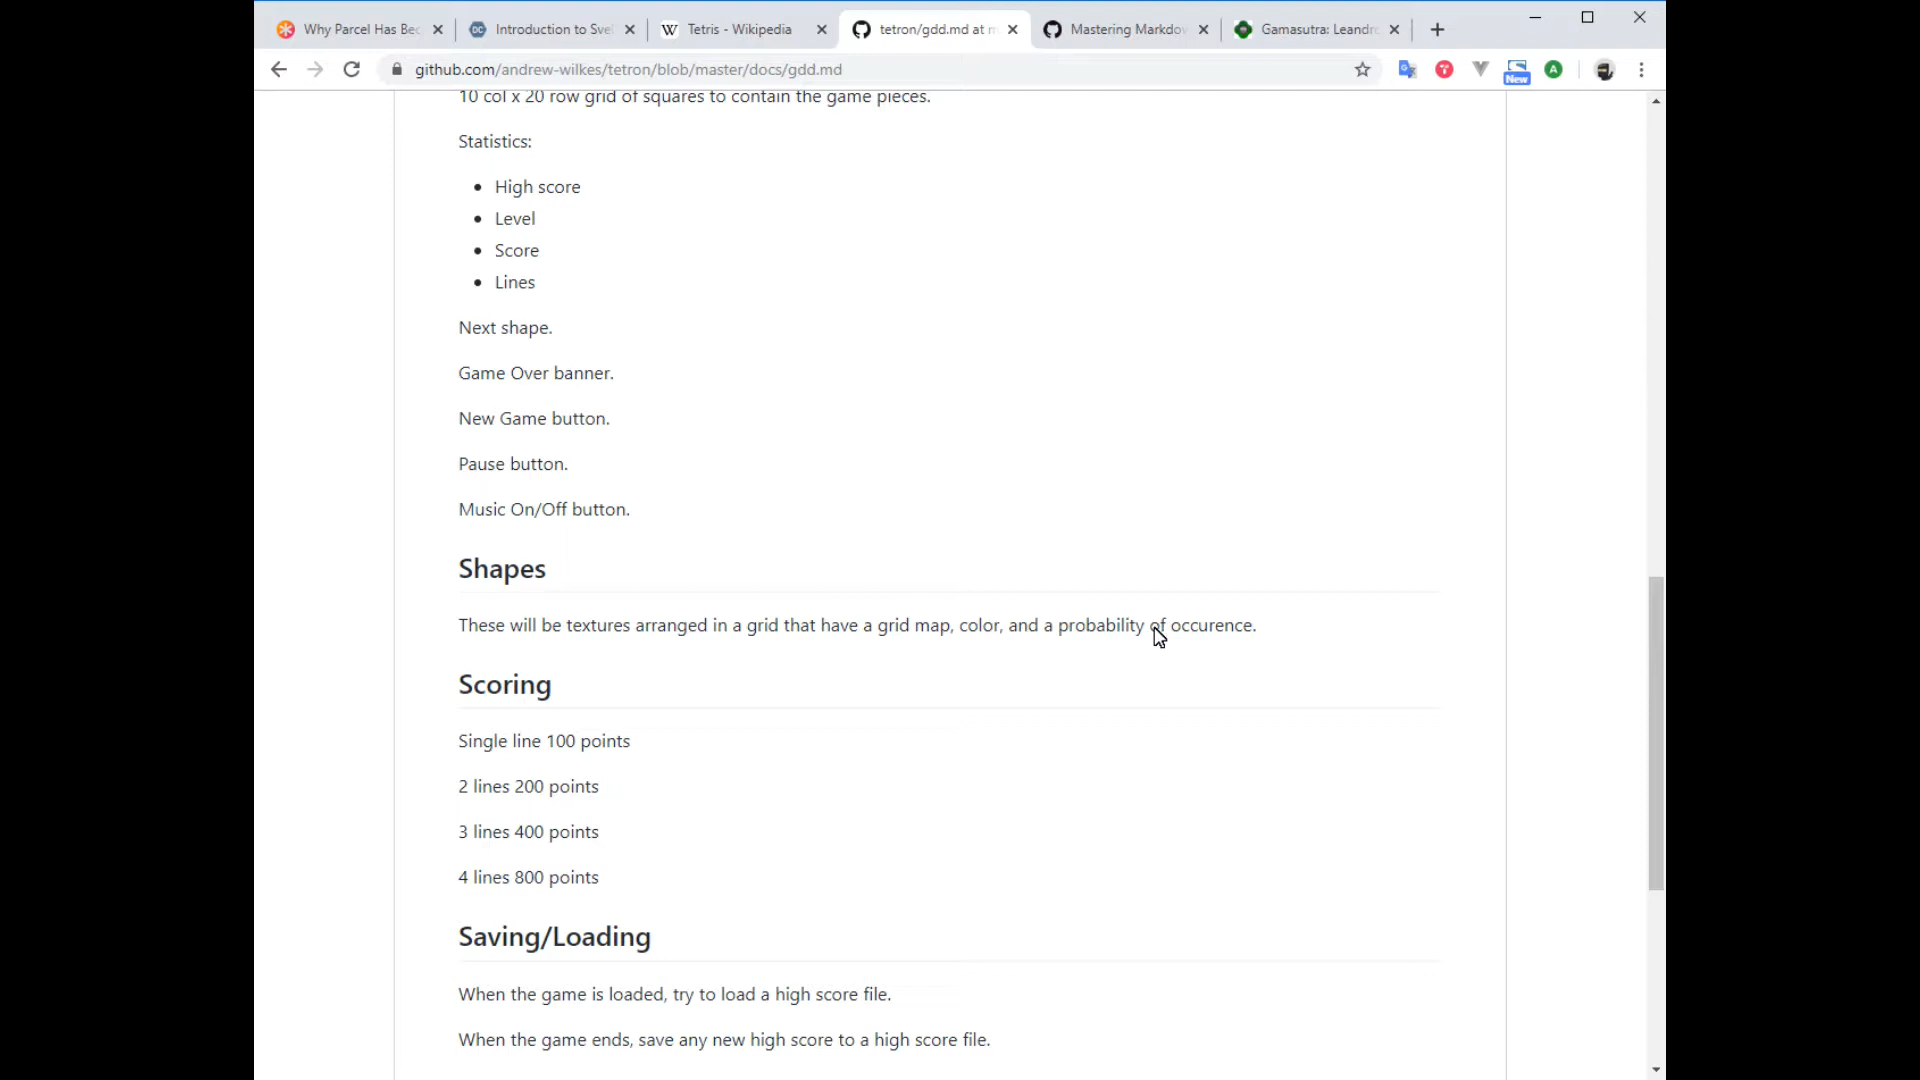 Why Parcel Has Bec
Introduction to Svel
Tetris - Wikipedia
tetron/gdd.md at m
Mastering Markdow
Gamasutra: Leandro
github.com/andrew-wilkes/tetron/blob/master/docs/gdd.md
New
A
10 col x 20 row grid of squares to contain the game pieces.
Statistics:
High score
Level
Score
Lines
Next shape.
Game Over banner.
New Game button.
Pause button.
Music On/Off button.
Shapes
These will be textures arranged in a grid that have a grid map, color, and a probability of occurence.
Scoring
Single line 100 points
2 lines 200 points
3 lines 400 points
4 lines 800 points
Saving/Loading
When the game is loaded, try to load a high score file.
When the game ends, save any new high score to a high score file.